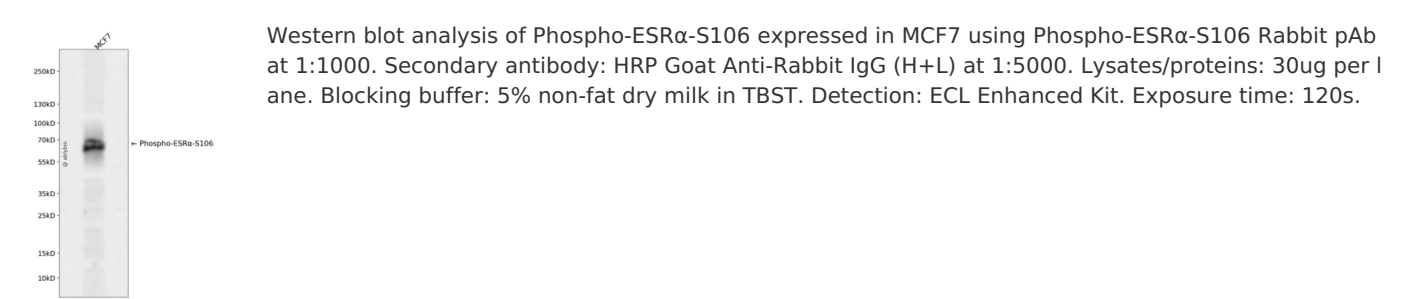 MCF7
250kD
130kD
100kD
70kD
55kD
35kD
25kD
15kD
10kD
← Phospho-ESRα-S106
Western blot analysis of Phospho-ESRα-S106 expressed in MCF7 using Phospho-ESRα-S106 Rabbit pAb
at 1:1000. Secondary antibody: HRP Goat Anti-Rabbit IgG (H+L) at 1:5000. Lysates/proteins: 30ug per l
ane. Blocking buffer: 5% non-fat dry milk in TBST. Detection: ECL Enhanced Kit. Exposure time: 120s.